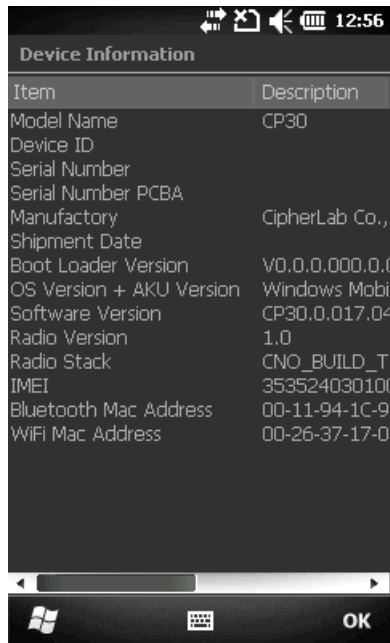 12:56
Device Information
Item Description
Model Name CP30
Device ID
Serial Number
Serial Number PCBA
Manufactory CipherLab Co.,
Shipment Date
Boot Loader Version V0.0.0.000.0.0
OS Version + AKU Version Windows Mobi
Software Version CP30.0.017.04
Radio Version 1.0
Radio Stack CNO_BUILD_T
IMEI 353524030100
Bluetooth Mac Address 00-11-94-1C-9
WiFi Mac Address 00-26-37-17-0
OK